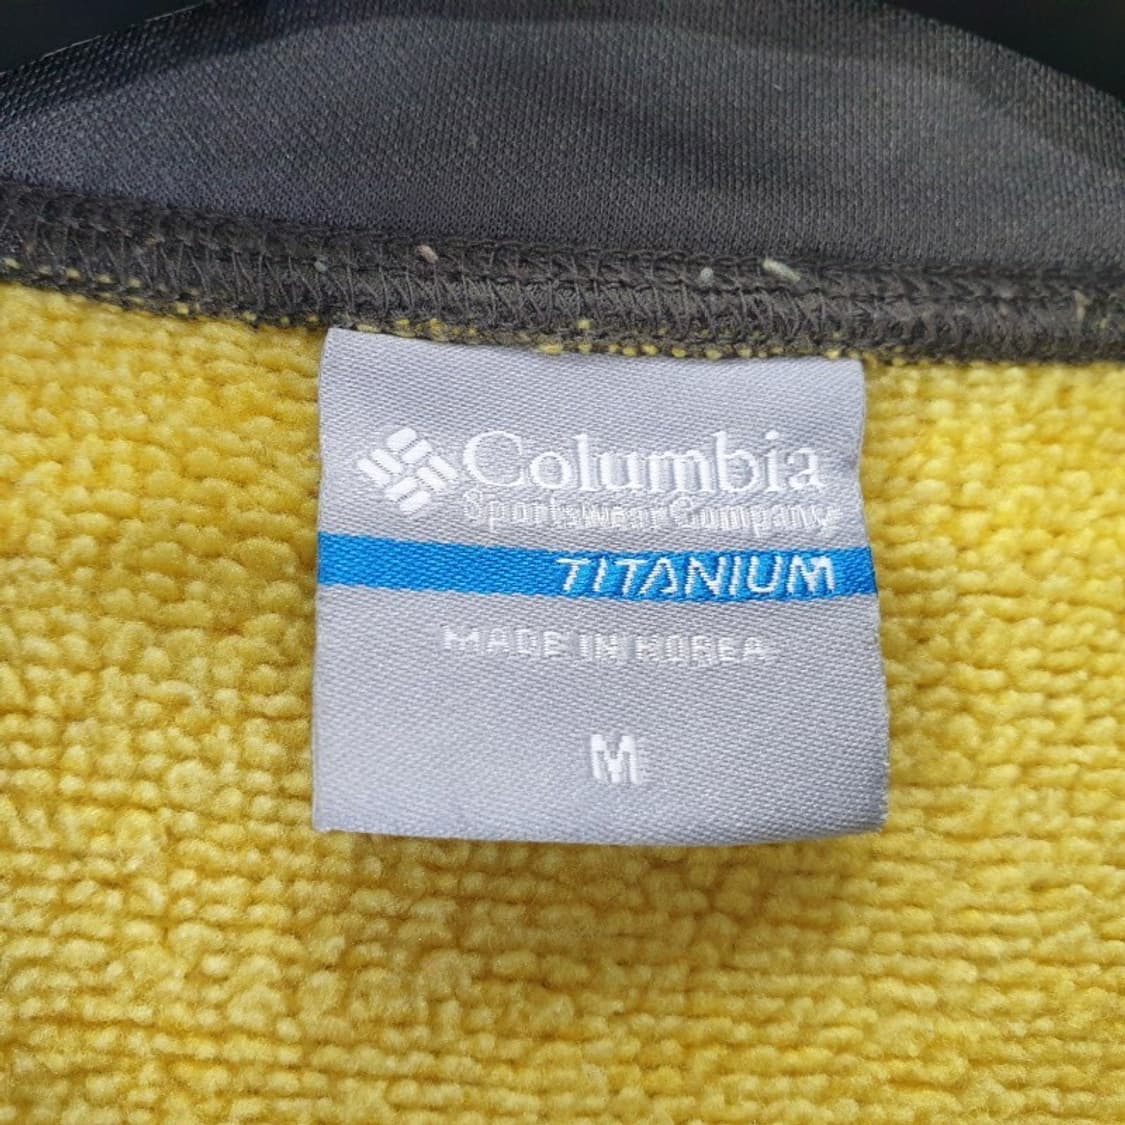 Columbia
Sportswear Company
TITANIUM
MADE IN KOREA
M